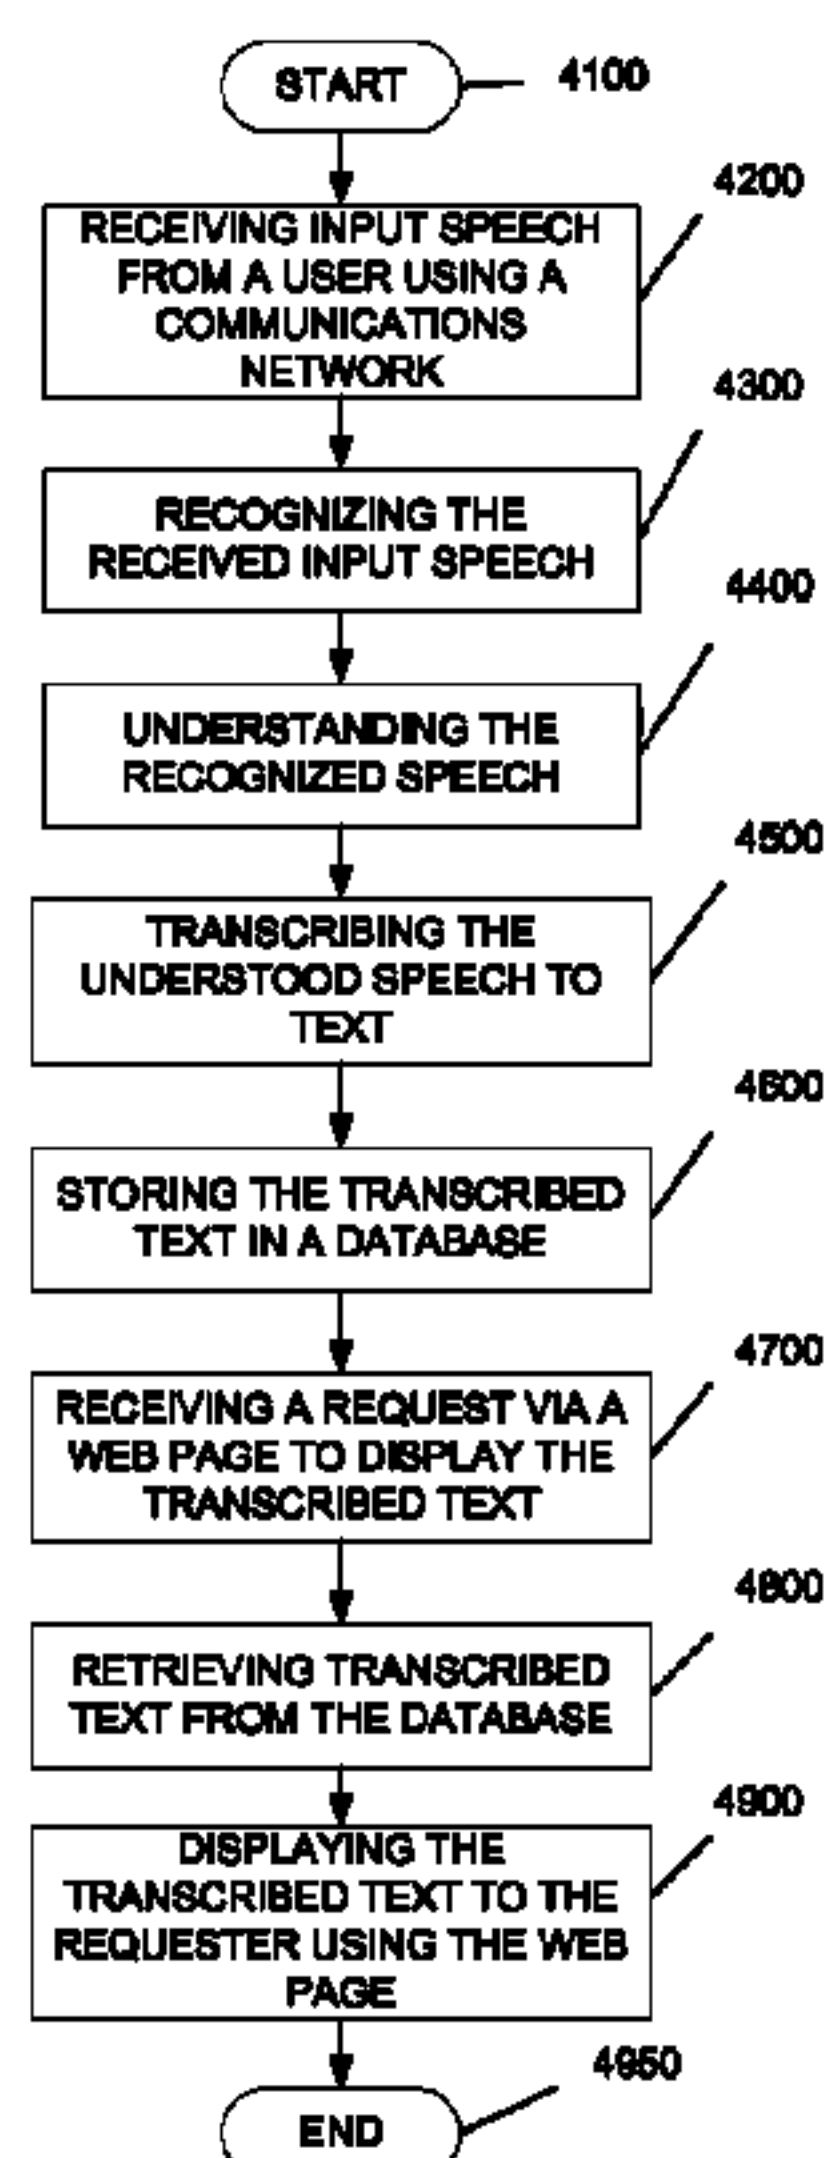 START
4100
4200
RECEIVING INPUT SPEECH
FROM A USER USING A
COMMUNICATIONS
NETWORK
4300
RECOGNIZING THE
RECEIVED INPUT SPEECH
4400
UNDERSTANDING THE
RECOGNIZED SPEECH
4500
TRANSCRIBING THE
UNDERSTOOD SPEECH TO
TEXT
4600
STORING THE TRANSCRIBED
TEXT IN A DATABASE
4700
RECEIVING A REQUEST VIA A
WEB PAGE TO DISPLAY THE
TRANSCRIBED TEXT
4800
RETRIEVING TRANSCRIBED
TEXT FROM THE DATABASE
4900
DISPLAYING THE
TRANSCRIBED TEXT TO THE
REQUESTER USING THE WEB
PAGE
4950
END